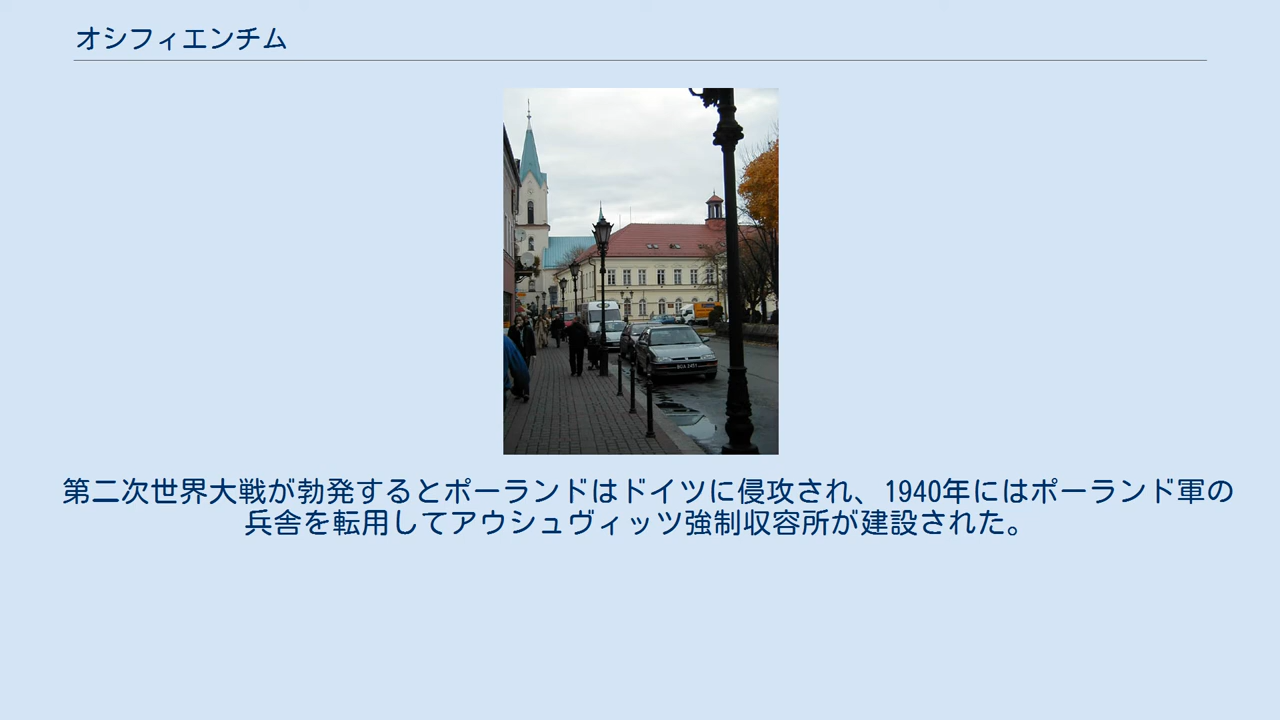 オシフィエンチム
第二次世界大戦が勃発するとポーランドはドイツに侵攻され、1940年にはポーランド軍の
兵舎を転用してアウシュヴィッツ強制収容所が建設された。